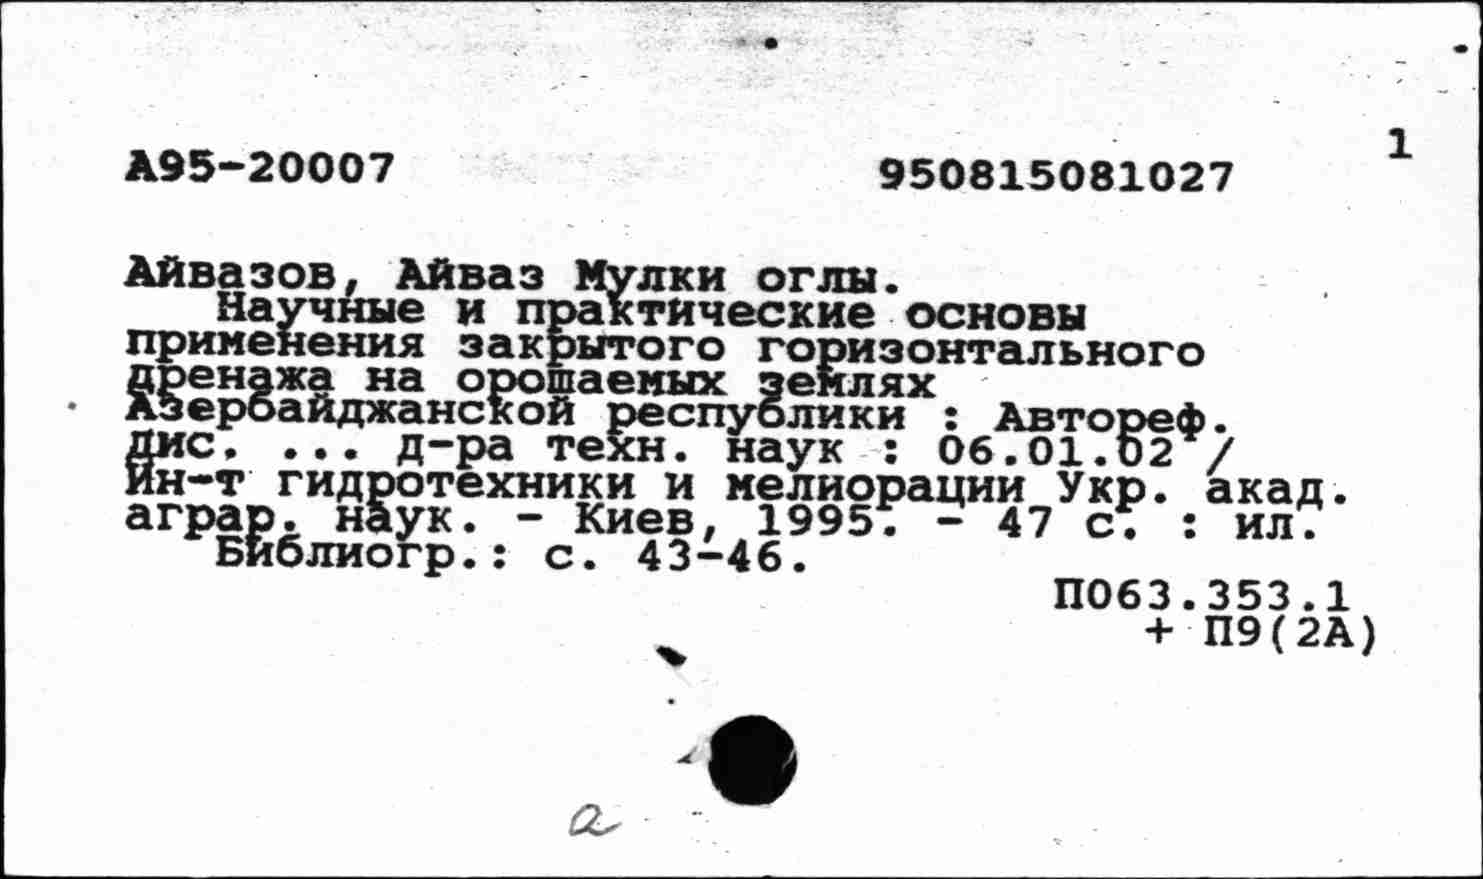 1
А95-20007 950815081027
Айвазов, Айваз Мулки оглы.
Научные и практические основы
применения закрытого горизонтального
дренажа на орошаемых землях
Азербайджанской республики : Автореф.
дис. ... д-ра техн. наук : 06.01.02 /
Ин-т гидротехники и мелиорации Укр. акад.
аграр. наук. - Киев, 1995. - 47 с. : ил.
Библиогр.: с. 43-46.
П063.353.1
+ П9(2А)
а